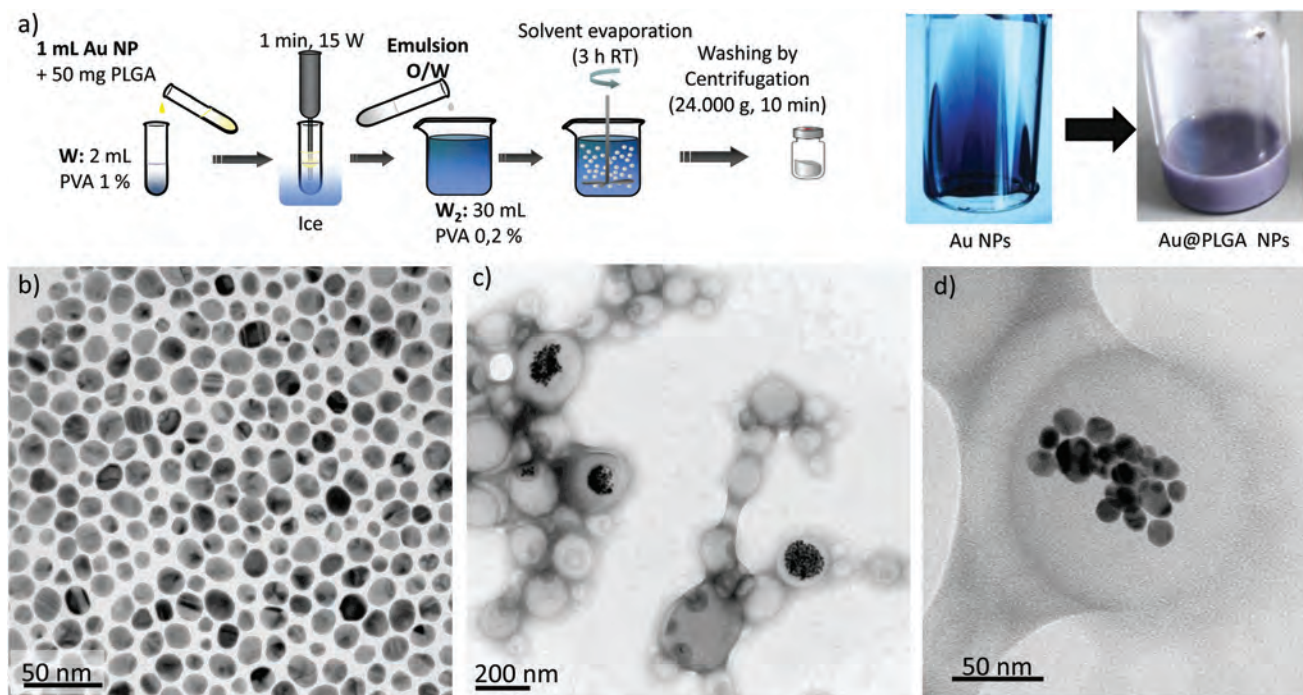 a)
1 mL Au NP
+ 50 mg PLGA
W: 2 mL
PVA 1 %
1 min, 15 W
Ice
Emulsion
O/W
W₂: 30 mL
PVA 0,2 %
Solvent evaporation
(3 h RT)
Washing by
Centrifugation
(24.000 g, 10 min)
Au NPs
Au@PLGA NPs
b)
50 nm
c)
200 nm
d)
50 nm